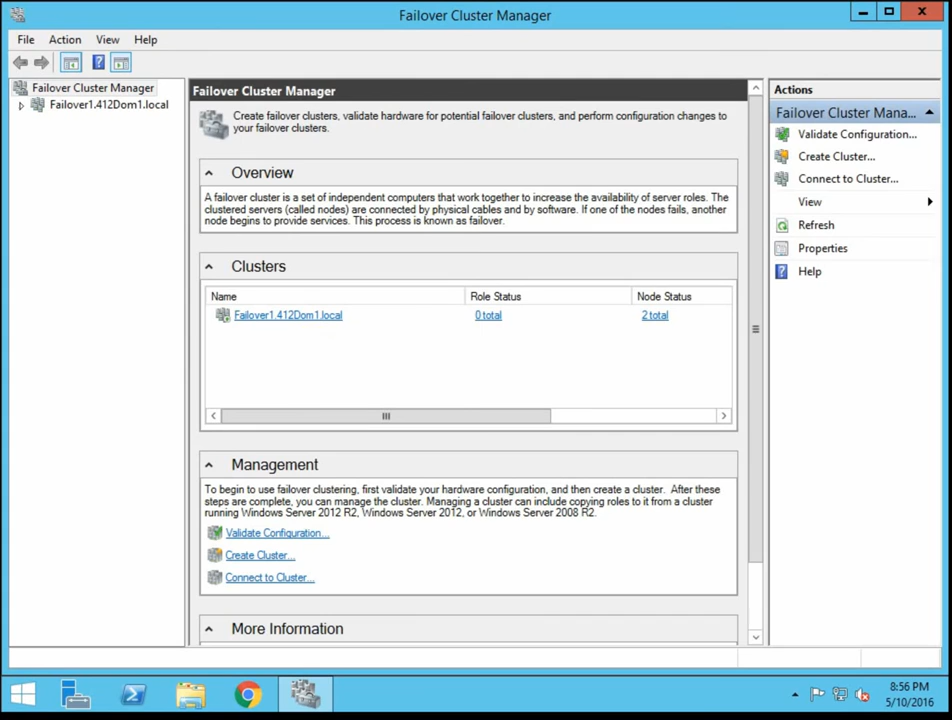 Failover Cluster Manager
File Action View Help
Failover Cluster Manager
Failover1.412Dom1.local
Failover Cluster Manager
Create failover clusters, validate hardware for potential failover clusters, and perform configuration changes to
your failover clusters.
Overview
A failover cluster is a set of independent computers that work together to increase the availability of server roles. The
clustered servers (called nodes) are connected by physical cables and by software. If one of the nodes fails, another
node begins to provide services. This process is known as failover.
Clusters
Name Role Status Node Status
Failover1.412Dom1.local 0 total 2 total
Management
To begin to use failover clustering, first validate your hardware configuration, and then create a cluster. After these
steps are complete, you can manage the cluster. Managing a cluster can include copying roles to it from a cluster
running Windows Server 2012 R2, Windows Server 2012, or Windows Server 2008 R2.
Validate Configuration...
Create Cluster...
Connect to Cluster...
More Information
Actions
Failover Cluster Mana...
Validate Configuration...
Create Cluster...
Connect to Cluster...
View
Refresh
Properties
Help
8:56 PM
5/10/2016